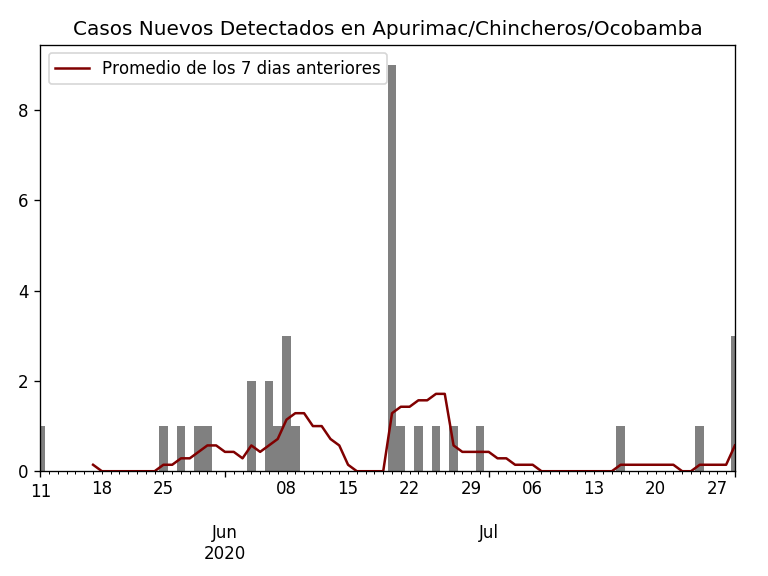 Casos Nuevos Detectados en Apurimac/Chincheros/Ocobamba
Promedio de los 7 dias anteriores
8
6
4
2
0
11 18 25 08 15 22 29 06 13 20 27
Jun Jul
2020